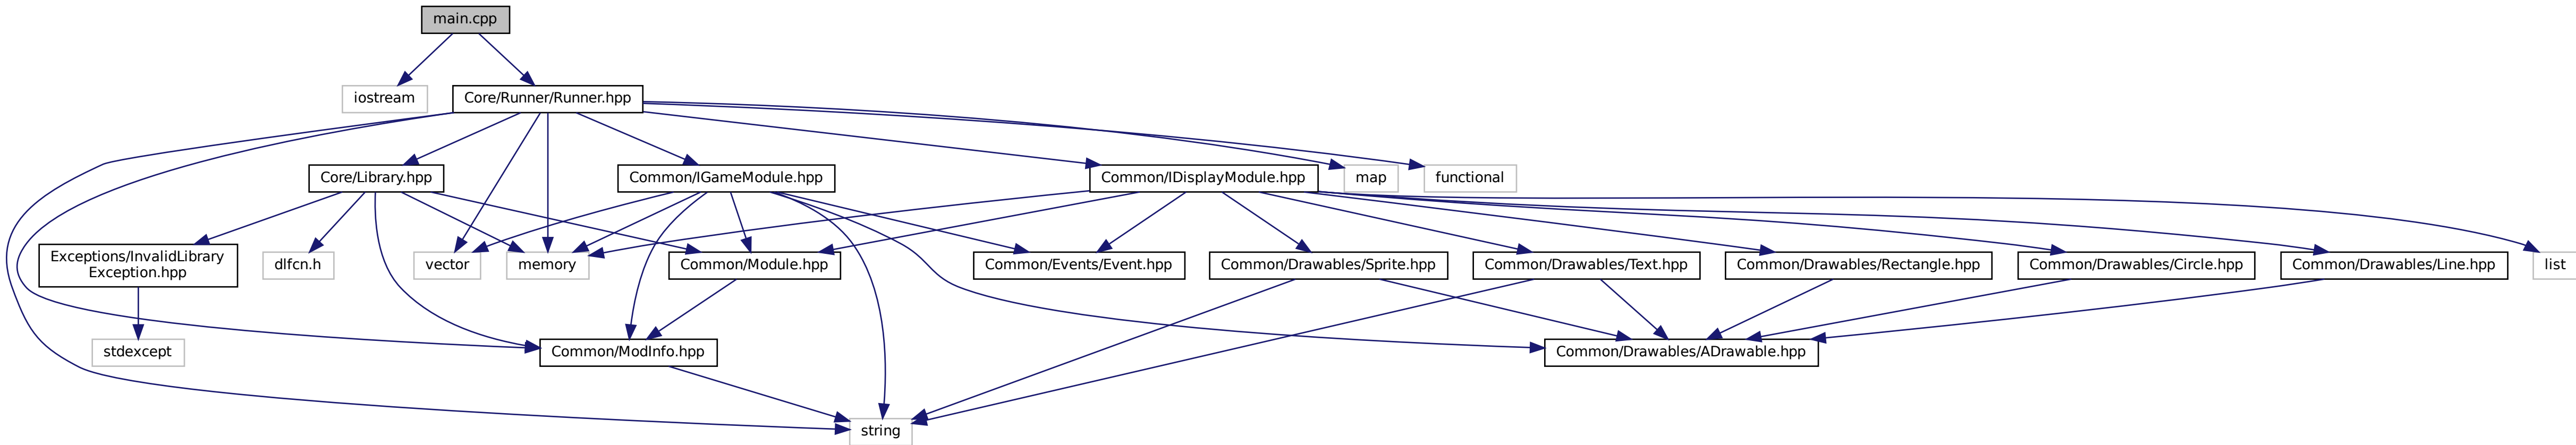 main.cpp
iostream
Core/Runner/Runner.hpp
Core/Library.hpp
Common/IGameModule.hpp
Common/IDisplayModule.hpp
map
functional
Exceptions/InvalidLibrary
Exception.hpp
dlfcn.h
vector
memory
Common/Module.hpp
Common/Events/Event.hpp
Common/Drawables/Sprite.hpp
Common/Drawables/Text.hpp
Common/Drawables/Rectangle.hpp
Common/Drawables/Circle.hpp
Common/Drawables/Line.hpp
list
stdexcept
Common/ModInfo.hpp
Common/Drawables/ADrawable.hpp
string